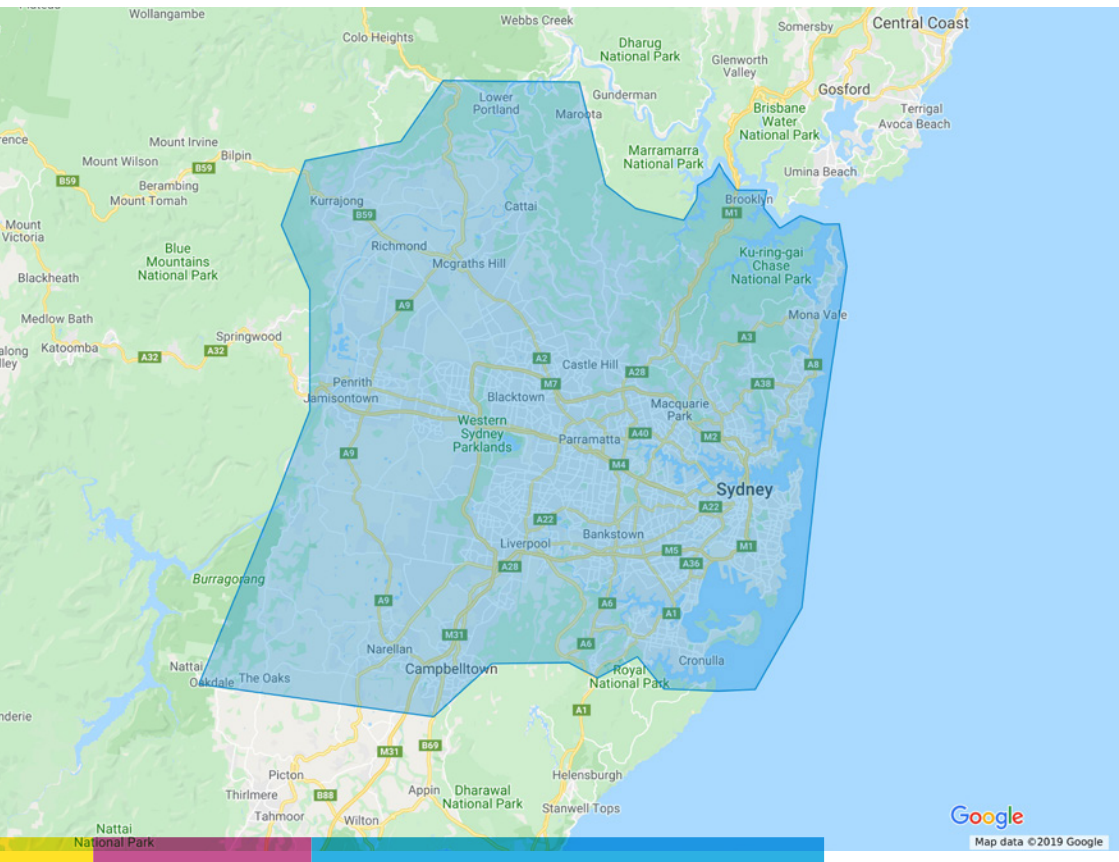 Wollangambe
Webbs Creek
Somersby
Central Coast
Colo Heights
Dharug
National Park
Glenworth
Valley
Gosford
Lower
Portland
Gunderman
Maroota
Brisbane
Water
National Park
Terrigal
Avoca Beach
Mount Irvine
Bilpin
Mount Wilson
B59
B59
Marramarra
National Park
Umina Beach
Berambing
Mount Tomah
Kurrajong
B59
Cattai
Brooklyn
M1
Mount
Victoria
Blue
Mountains
National Park
Richmond
Mcgraths Hill
Ku-ring-gai
Chase
National Park
Blackheath
A9
Medlow Bath
Mona Vale
Springwood
A3
Katoomba
A32
A32
A2
Castle Hill
A28
A8
Penrith
Jamisontown
M7
Blacktown
A38
Macquarie
Park
Western
Sydney
Parklands
Parramatta
A40
M2
A9
M4
Sydney
A22
A22
Bankstown
Liverpool
M5
M1
A28
A36
Burragorang
A9
A6
A1
M31
A6
Narellan
Campbelltown
Cronulla
Nattai
Oakdale
The Oaks
Royal
National Park
A1
nderie
M31
B69
Picton
Helensburgh
Thirlmere
B88
Appin
Dharawal
National Park
Tahmoor
Wilton
Stanwell Tops
Nattai
National Park
Google
Map data ©2019 Google